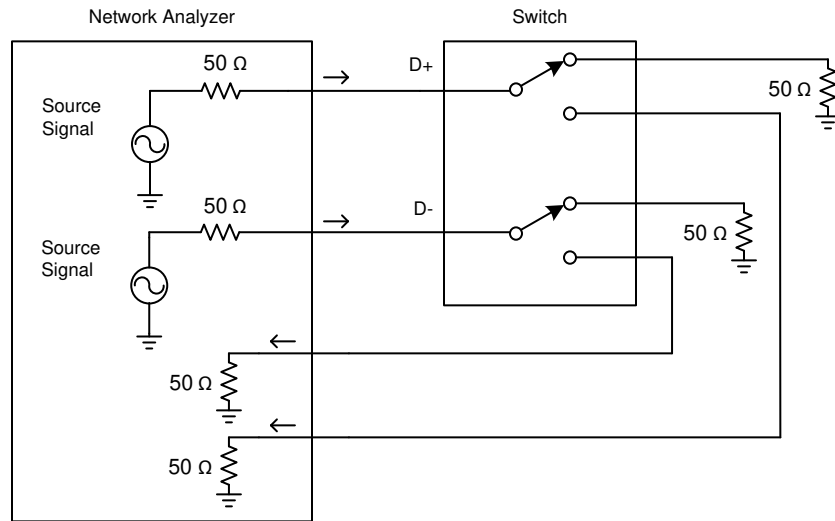 Network Analyzer
Switch
50 Ω
D+
50 Ω
Source
Signal
50 Ω
D-
50 Ω
Source
Signal
50 Ω
50 Ω